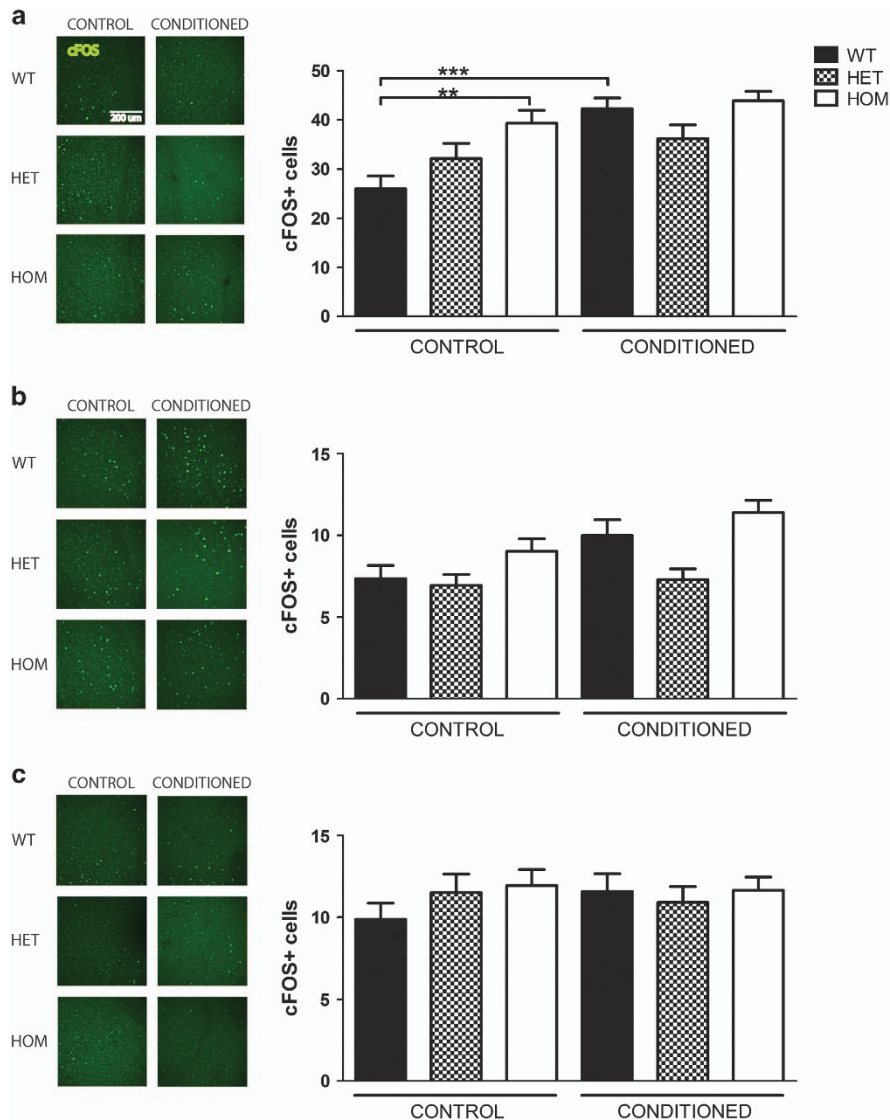 a
CONTROL CONDITIONED
cFOS
WT
200 um
HET
HOM
cFOS+ cells
50
40
30
20
10
0
***
**
CONTROL CONDITIONED
WT
HET
HOM
b
CONTROL CONDITIONED
WT
HET
HOM
cFOS+ cells
15
10
5
0
CONTROL CONDITIONED
c
CONTROL CONDITIONED
WT
HET
HOM
cFOS+ cells
15
10
5
0
CONTROL CONDITIONED